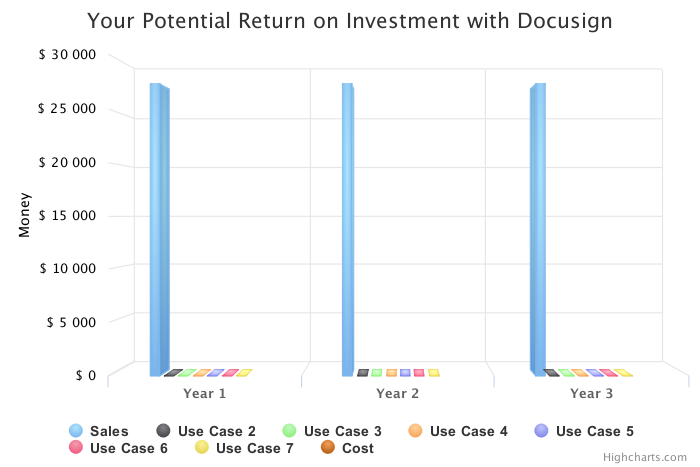 Your Potential Return on Investment with Docusign
$ 30 000
$ 25 000
$ 20 000
$ 15 000
$ 10 000
$ 5 000
$ 0
Money
Year 1
Year 2
Year 3
Sales
Use Case 2
Use Case 3
Use Case 4
Use Case 5
Use Case 6
Use Case 7
Cost
Highcharts.com